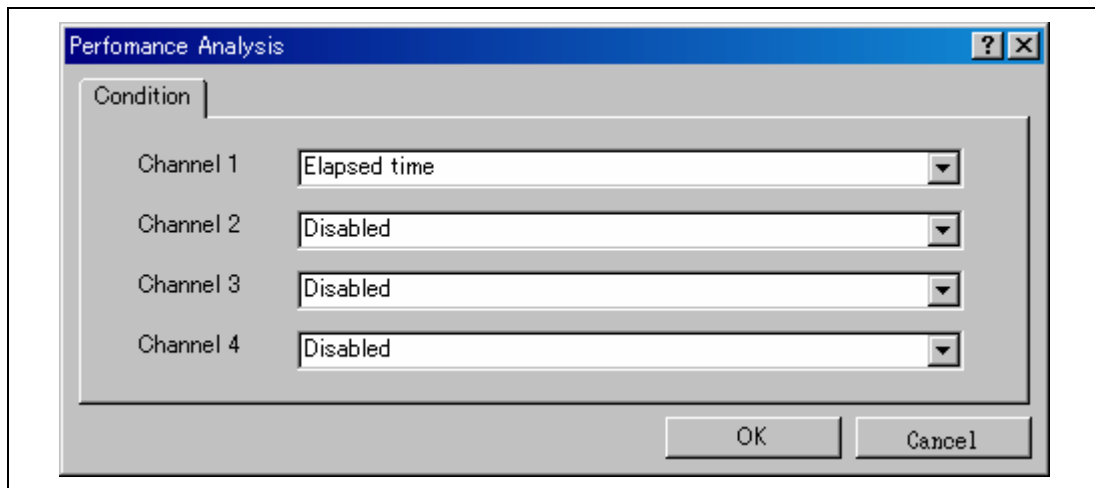 Perfomance Analysis
Condition
Channel 1 Elapsed time
Channel 2 Disabled
Channel 3 Disabled
Channel 4 Disabled
OK Cancel